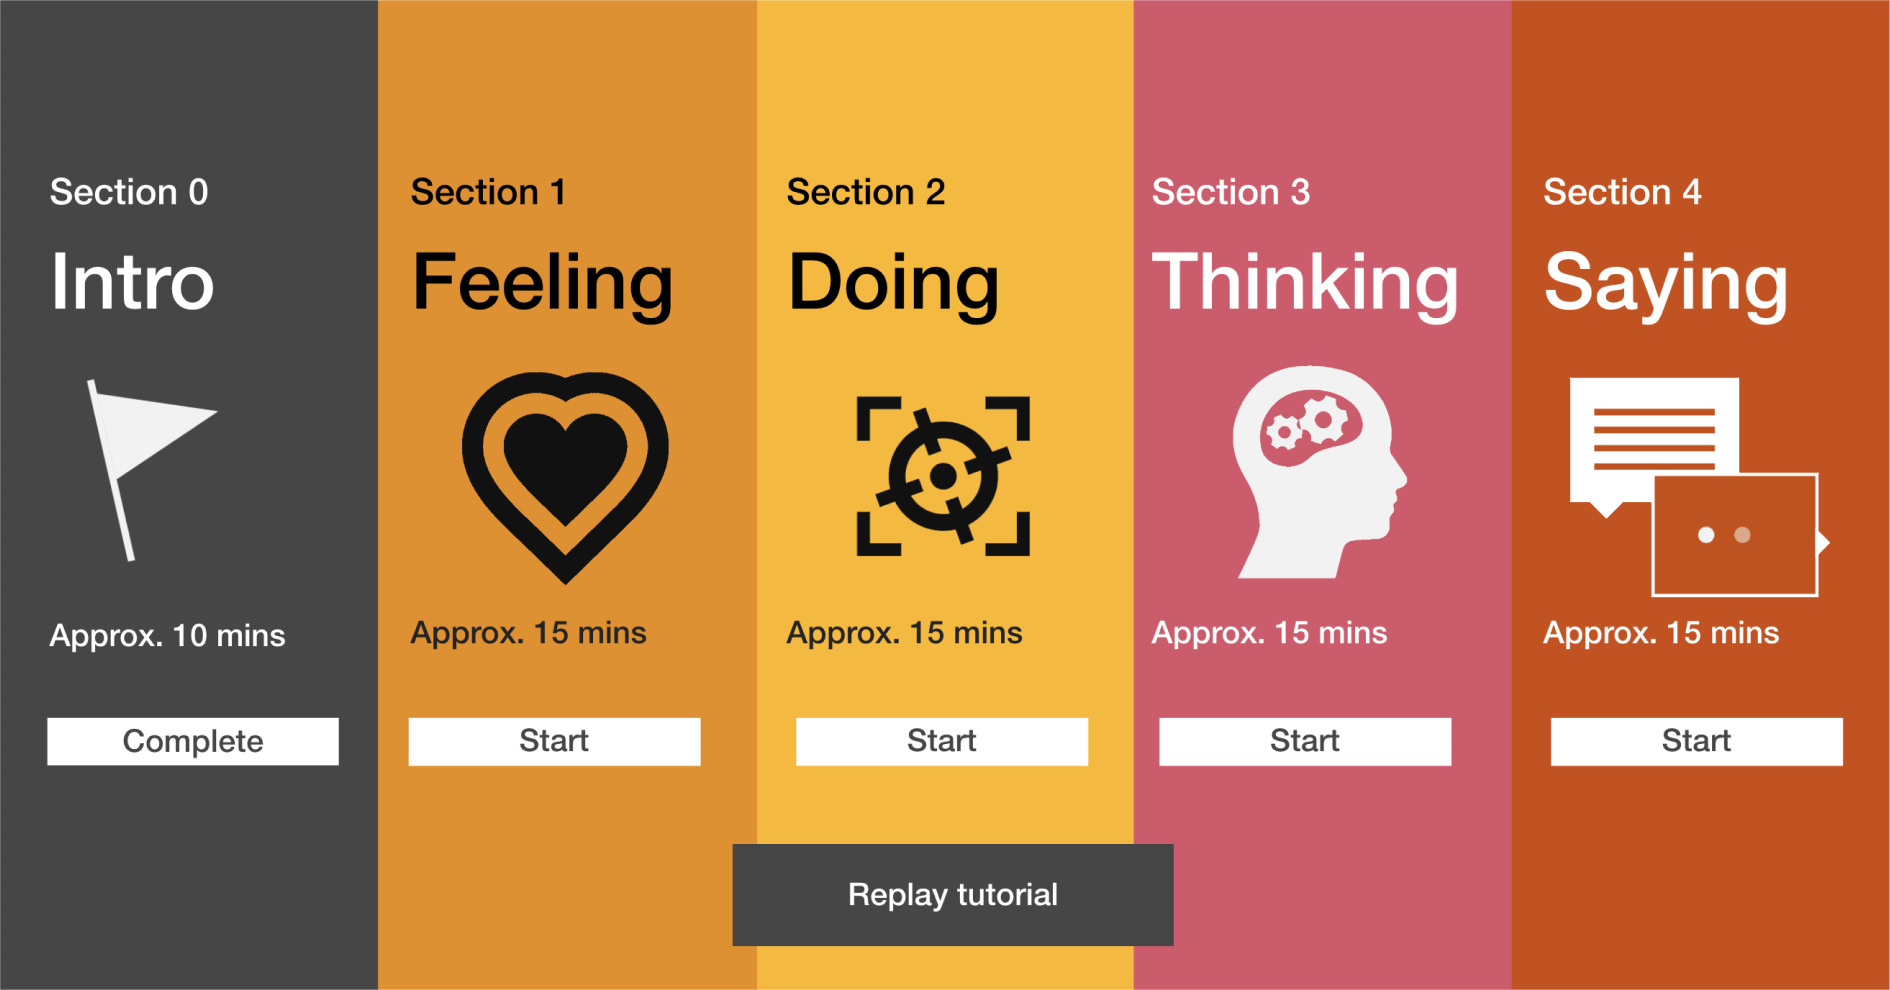 Section 0
Intro
Approx. 10 mins
Complete
Section 1
Feeling
Approx. 15 mins
Start
Section 2
Doing
Approx. 15 mins
Start
Section 3
Thinking
Approx. 15 mins
Start
Section 4
Saying
Approx. 15 mins
Start
Replay tutorial